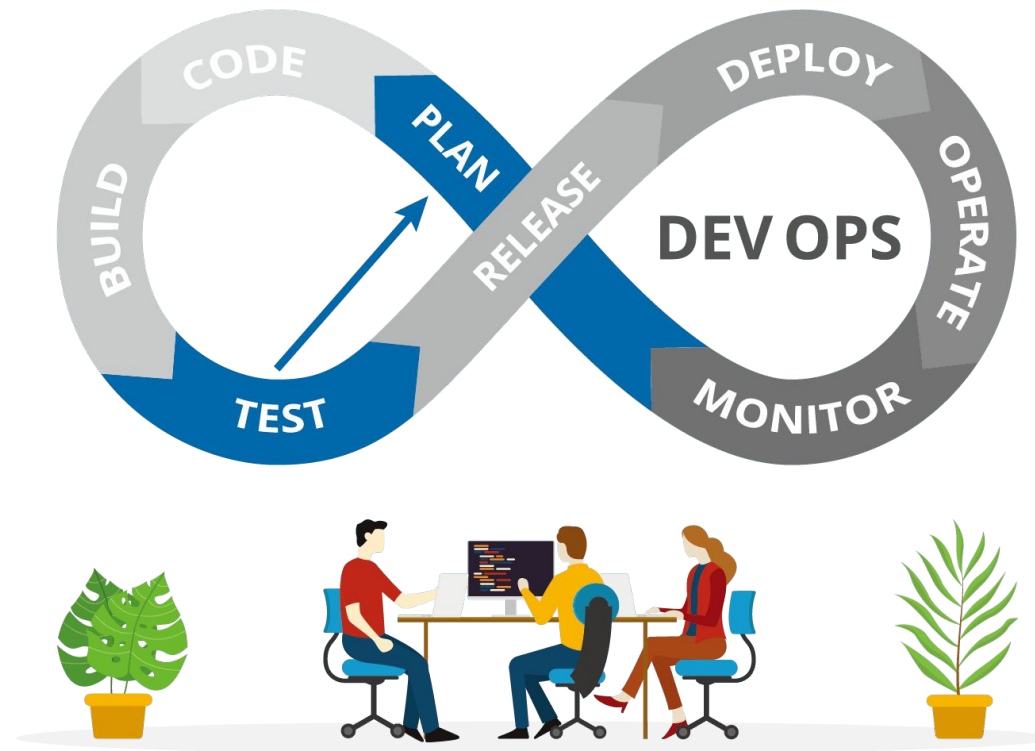 CODE
DEPLOY
PLAN
BUILD
RELEASE
OPERATE
DEV OPS
TEST
MONITOR